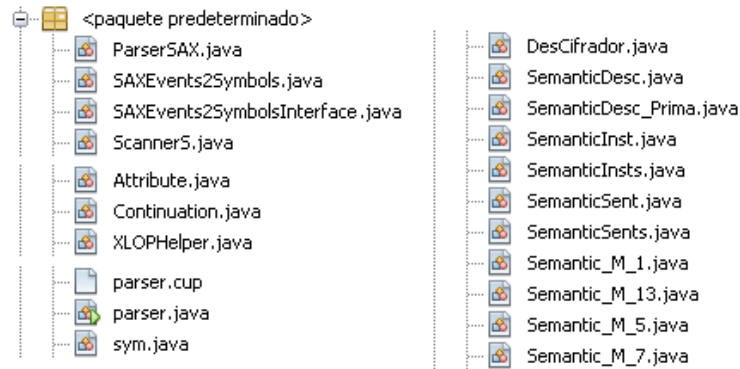 <paquete predeterminado>
ParserSAX.java
SAXEvents2Symbols.java
SAXEvents2SymbolsInterface.java
ScannerS.java
Attribute.java
Continuation.java
XLOPHelper.java
parser.cup
parser.java
sym.java
DesCifrador.java
SemanticDesc.java
SemanticDesc_Prima.java
SemanticInst.java
SemanticInsts.java
SemanticSent.java
SemanticSents.java
Semantic_M_1.java
Semantic_M_13.java
Semantic_M_5.java
Semantic_M_7.java